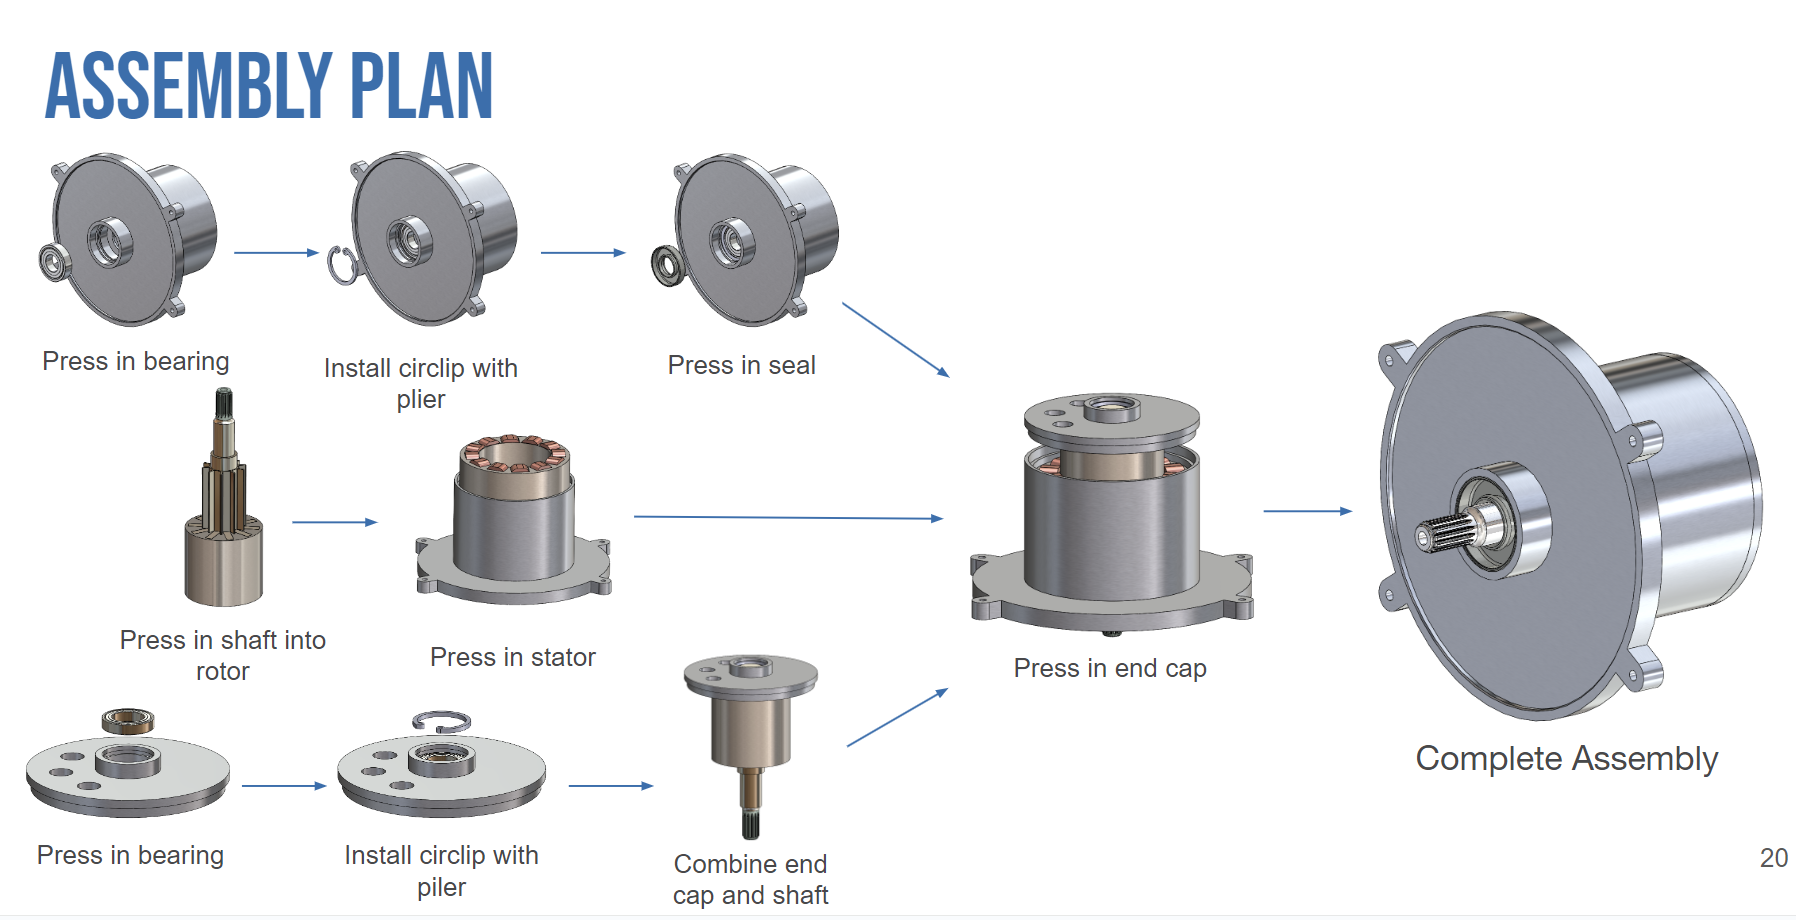 ASSEMBLY PLAN
Press in bearing
Install circlip with
plier
Press in seal
Press in shaft into
rotor
Press in stator
Press in end cap
Complete Assembly
Press in bearing
Install circlip with
piler
Combine end
cap and shaft
20